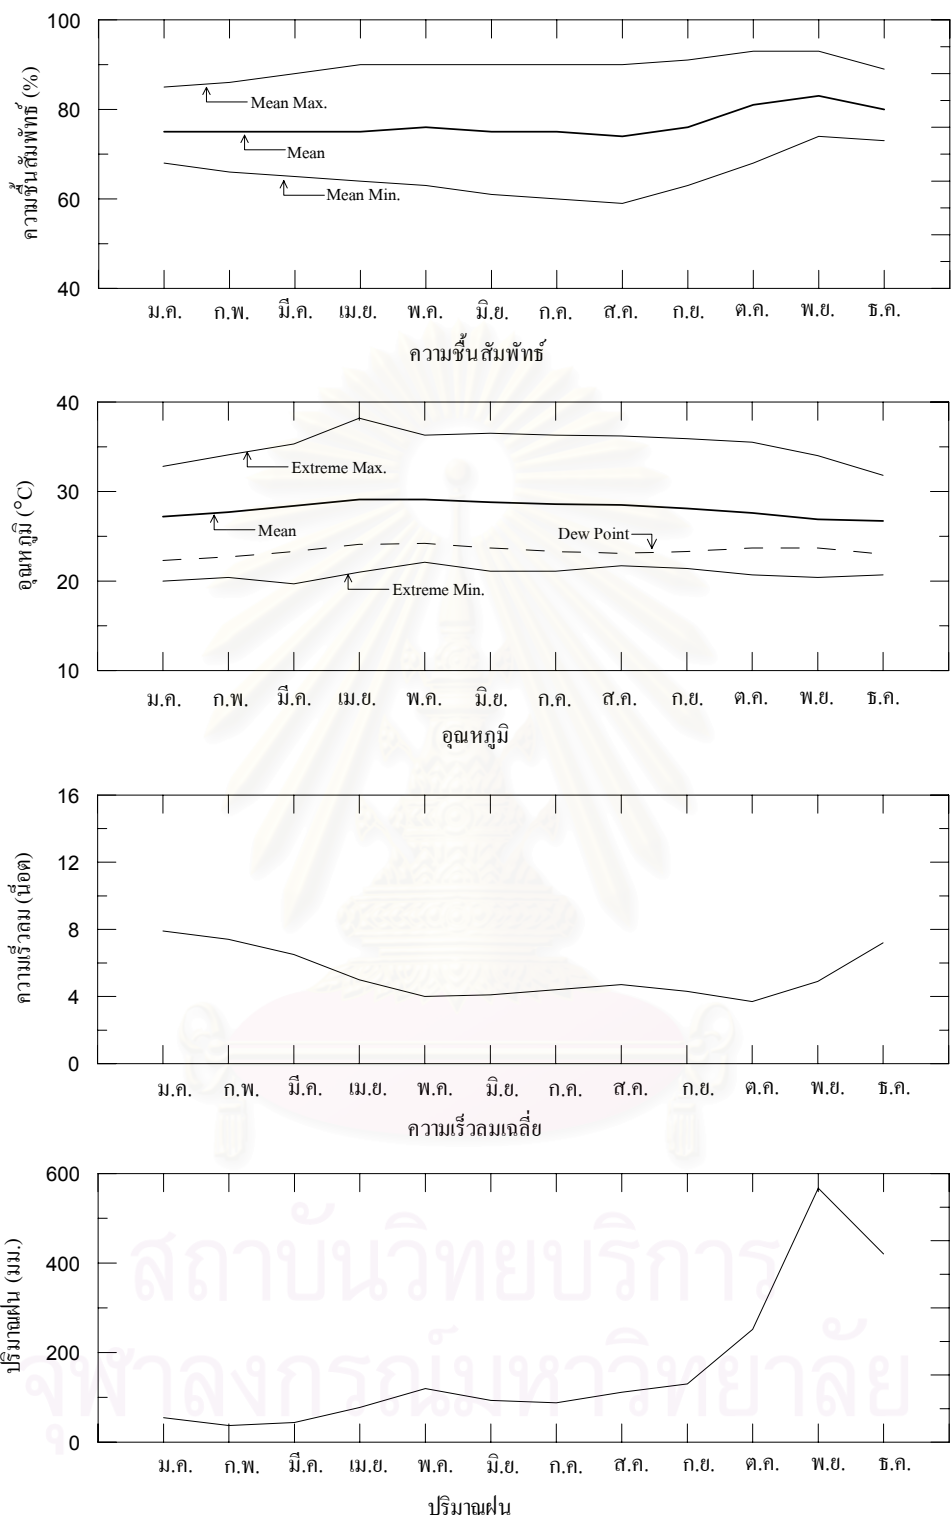 100
80
60
40
ความชื้นสัมพัทธ์ (%)
Mean Max.
Mean
Mean Min.
ม.ค. ก.พ. มี.ค. เม.ย. พ.ค. มิ.ย. ก.ค. ส.ค. ก.ย. ต.ค. พ.ย. ธ.ค.
ความชื้นสัมพัทธ์
40
30
20
10
อุณหภูมิ (°C)
Extreme Max.
Mean
Dew Point
Extreme Min.
ม.ค. ก.พ. มี.ค. เม.ย. พ.ค. มิ.ย. ก.ค. ส.ค. ก.ย. ต.ค. พ.ย. ธ.ค.
อุณหภูมิ
16
12
8
4
0
ความเร็วลม (น็อต)
ม.ค. ก.พ. มี.ค. เม.ย. พ.ค. มิ.ย. ก.ค. ส.ค. ก.ย. ต.ค. พ.ย. ธ.ค.
ความเร็วลมเฉลี่ย
600
400
200
0
ปริมาณฝน (มม.)
สถาบันวิทยบริการ
จุฬาลงกรณ์มหาวิทยาลัย
ม.ค. ก.พ. มี.ค. เม.ย. พ.ค. มิ.ย. ก.ค. ส.ค. ก.ย. ต.ค. พ.ย. ธ.ค.
ปริมาณฝน